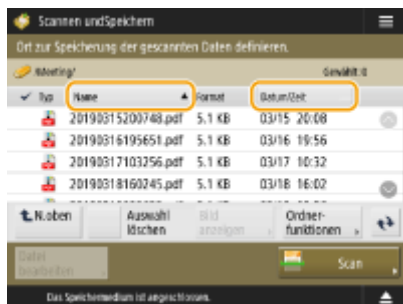 Scannen und Speichern
Ort zur Speicherung der gescannten Daten definieren.
/Meeting/ Gewählt:0
Typ Name Format Datum/Zeit
20190315200748.pdf 5.1 KB 03/15 20:08
20190316195651.pdf 5.1 KB 03/16 19:56
20190317103256.pdf 5.1 KB 03/17 10:32
20190318160245.pdf 5.1 KB 03/18 16:02
N.oben Auswahl löschen Bild anzeigen Ordner-funktionen
Datei bearbeiten Scan
Das Speichermedium ist angeschlossen.